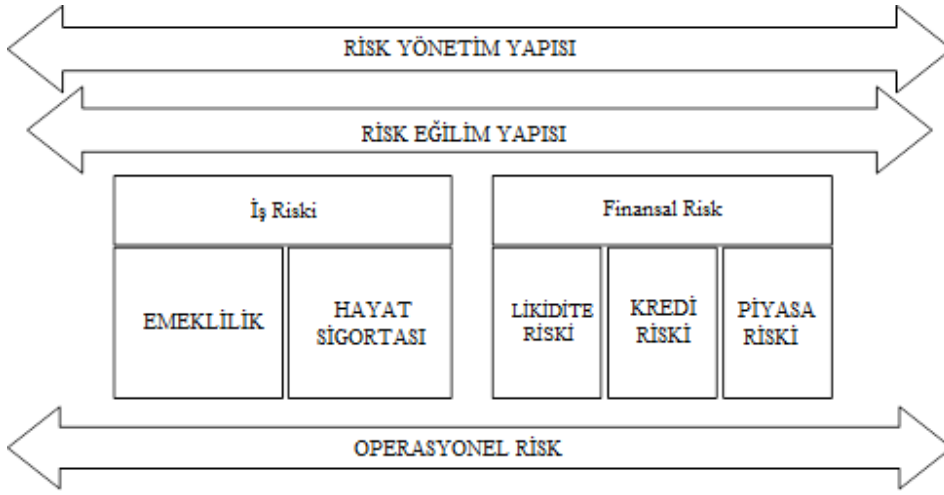 RİSK YÖNETİM YAPISI
RİSK EĞİLİM YAPISI
İş Riski
Finansal Risk
EMEKLİLİK
HAYAT
SİGORTASI
LİKİDİTE
RİSKİ
KREDİ
RİSKİ
PİYASA
RİSKİ
OPERASYONEL RİSK